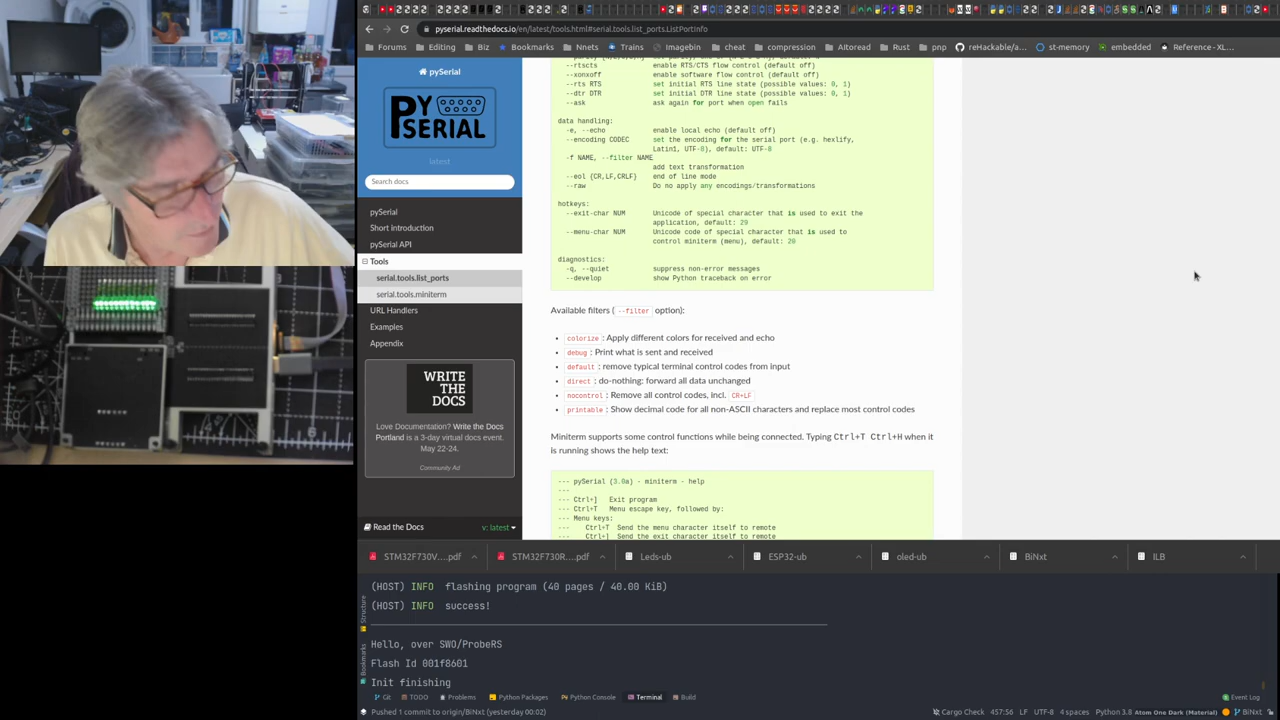 pyserial.readthedocs.io/en/latest/tools.html#serial.tools.list_ports.ListPortInfo
Forums Editing Biz Bookmarks Nnets Trains Imagebin cheat compression Aitoread Rust pnp reHackable/a... st-memory embedded Reference - XL...
pySerial
PY
SERIAL
latest
Search docs
pySerial
Short introduction
pySerial API
Tools
serial.tools.list_ports
serial.tools.miniterm
URL Handlers
Examples
Appendix
WRITE
THE
DOCS
Love Documentation? Write the Docs
Portland is a 3-day virtual docs event.
May 22-24.
Community Ad
Read the Docs v: latest
--rtscts enable RTS/CTS flow control (default off)
--xonxoff enable software flow control (default off)
--rts RTS set initial RTS line state (possible values: 0, 1)
--dtr DTR set initial DTR line state (possible values: 0, 1)
--ask ask again for port when open fails
data handling:
-e, --echo enable local echo (default off)
--encoding CODEC set the encoding for the serial port (e.g. hexlify,
Latin1, UTF-8), default: UTF-8
-f NAME, --filter NAME
add text transformation
--eol {CR,LF,CRLF} end of line mode
--raw Do no apply any encodings/transformations
hotkeys:
--exit-char NUM Unicode of special character that is used to exit the
application, default: 29
--menu-char NUM Unicode code of special character that is used to
control miniterm (menu), default: 20
diagnostics:
-q, --quiet suppress non-error messages
--develop show Python traceback on error
Available filters ( --filter option):
colorize : Apply different colors for received and echo
debug : Print what is sent and received
default : remove typical terminal control codes from input
direct : do-nothing: forward all data unchanged
nocontrol : Remove all control codes, incl. CR+LF
printable : Show decimal code for all non-ASCII characters and replace most control codes
Miniterm supports some control functions while being connected. Typing Ctrl+T Ctrl+H when it
is running shows the help text:
--- pySerial (3.0a) - miniterm - help
---
--- Ctrl+] Exit program
--- Ctrl+T Menu escape key, followed by:
--- Menu keys:
--- Ctrl+T Send the menu character itself to remote
--- Ctrl+] Send the exit character itself to remote
STM32F730V....pdf STM32F730R....pdf Leds-ub ESP32-ub oled-ub BiNxt ILB
(HOST) INFO flashing program (40 pages / 40.00 KiB)
(HOST) INFO success!
Hello, over SWO/ProbeRS
Flash Id 001f8601
Init finishing
Structure
Bookmarks
Git TODO Problems Python Packages Python Console Terminal Build Event Log
Pushed 1 commit to origin/BiNxt (yesterday 00:02) Cargo Check 457:56 LF UTF-8 4 spaces Python 3.8 Atom One Dark (Material) BiNxt